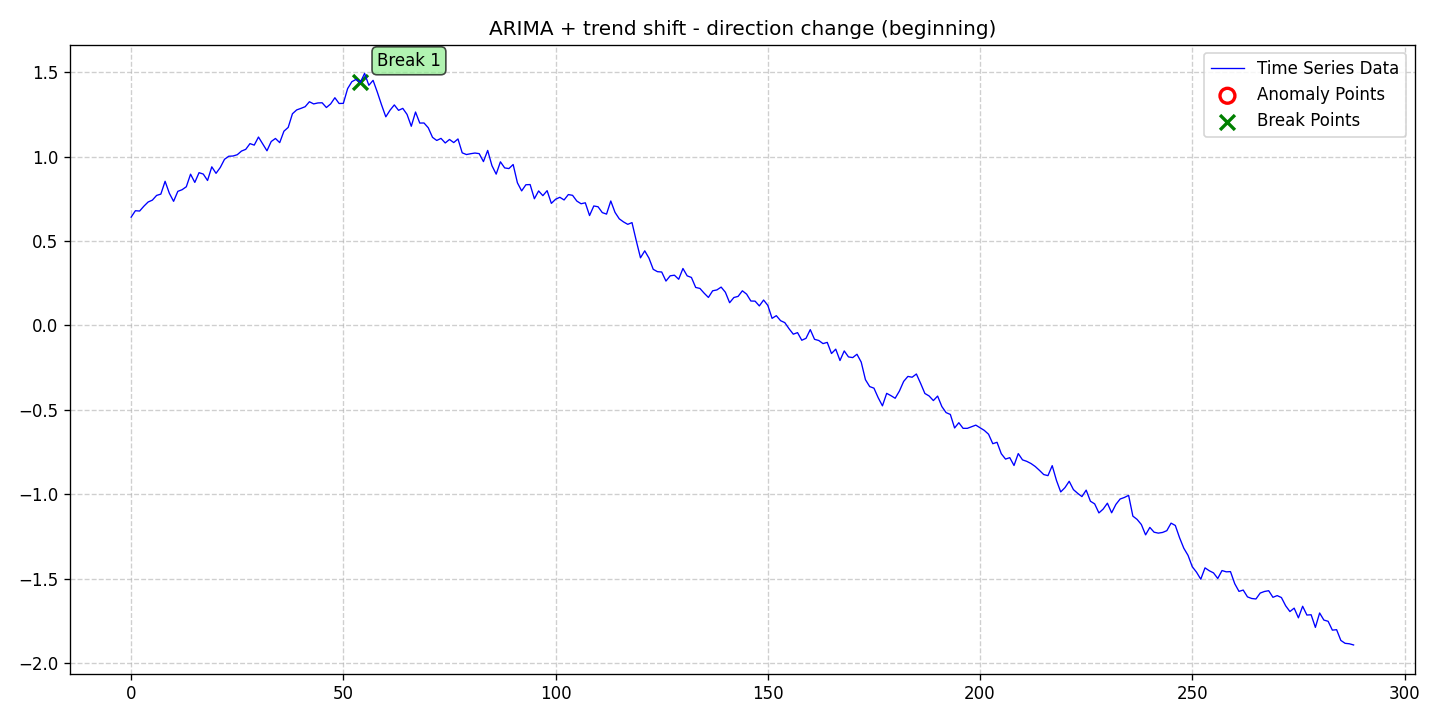 ARIMA + trend shift - direction change (beginning)
Break 1
Time Series Data
Anomaly Points
Break Points
1.5
1.0
0.5
0.0
−0.5
−1.0
−1.5
−2.0
0 50 100 150 200 250 300